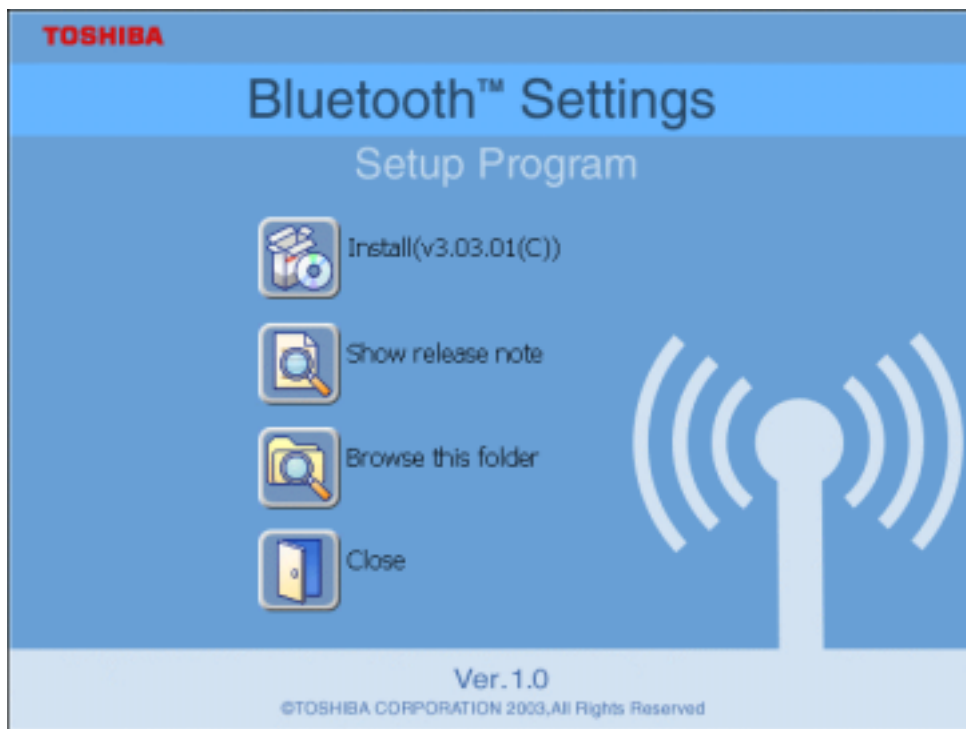 TOSHIBA
Bluetooth™ Settings
Setup Program
Install(v3.03.01(C))
Show release note
Browse this folder
Close
Ver.1.0
©TOSHIBA CORPORATION 2003,All Rights Reserved